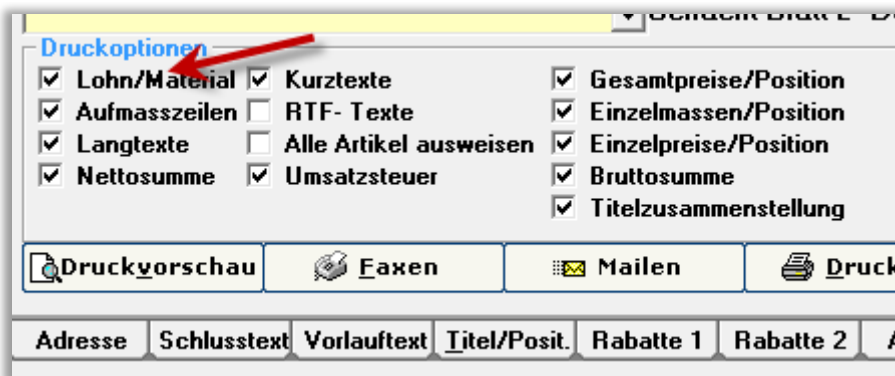 Druckoptionen
Lohn/Material Kurztexte Gesamtpreise/Position
Aufmasszeilen RTF- Texte Einzelmassen/Position
Langtexte Alle Artikel ausweisen Einzelpreise/Position
Nettosumme Umsatzsteuer Bruttosumme
Titelzusammenstellung
Druckvorschau Faxen Mailen Druck
Adresse Schlusstext Vorlauftext Titel/Posit. Rabatte 1 Rabatte 2